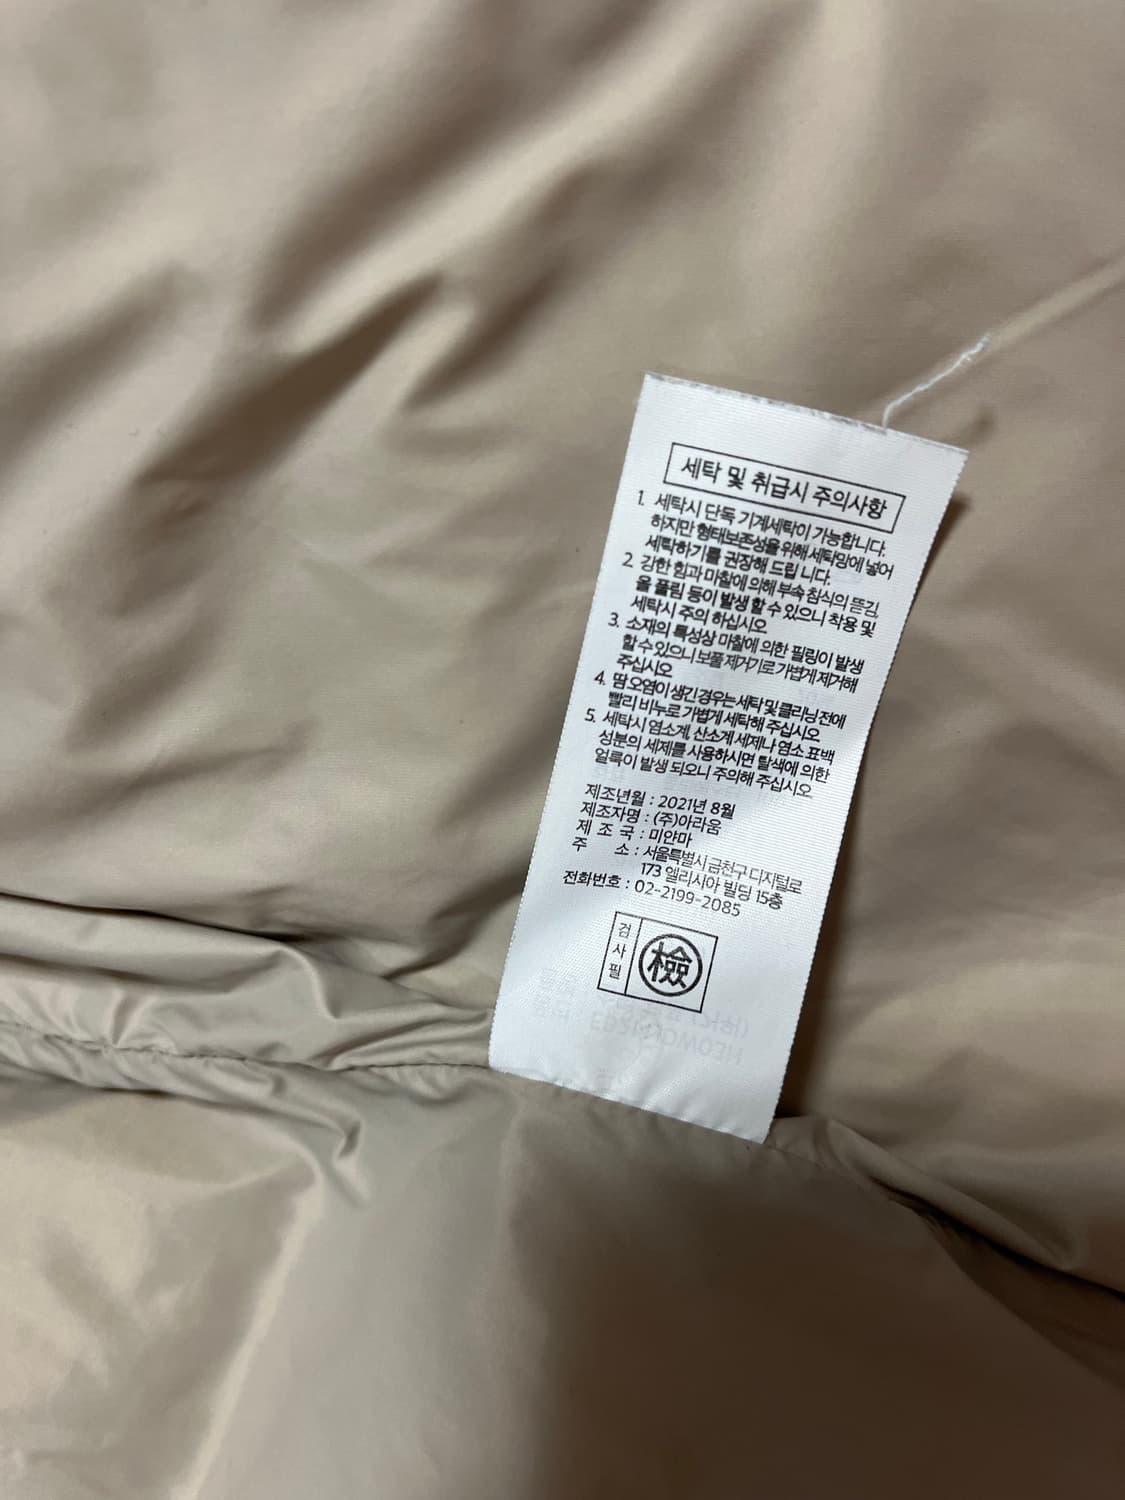 세탁 및 취급시 주의사항
1. 세탁시 단독 기계세탁이 가능합니다.
하지만 형태보존성을 위해 세탁망에 넣어
세탁하기를 권장해 드립 니다.
2. 강한 힘과 마찰에 의해 부속 침식의 뜯김,
올 풀림 등이 발생 할 수 있으니 착용 및
세탁시 주의 하십시오
3. 소재의 특성상 마찰에 의한 필링이 발생
할 수 있으니 보풀 제거기로 가볍게 제거해
주십시오
4. 땀 오염이 생긴 경우는 세탁 및 클리닝 전에
빨리 비누로 가볍게 세탁해 주십시오
5. 세탁시 염소계, 산소계 세제나 염소 표백
성분의 세제를 사용하시면 탈색에 의한
얼룩이 발생 되오니 주의해 주십시오
제조년월 : 2021년 8월
제조자명 : (주)아라움
제 조 국 : 미얀마
주 소 : 서울특별시 금천구 디지털로
173 엘리시아 빌딩 15층
전화번호 : 02-2199-2085
검사필
檢